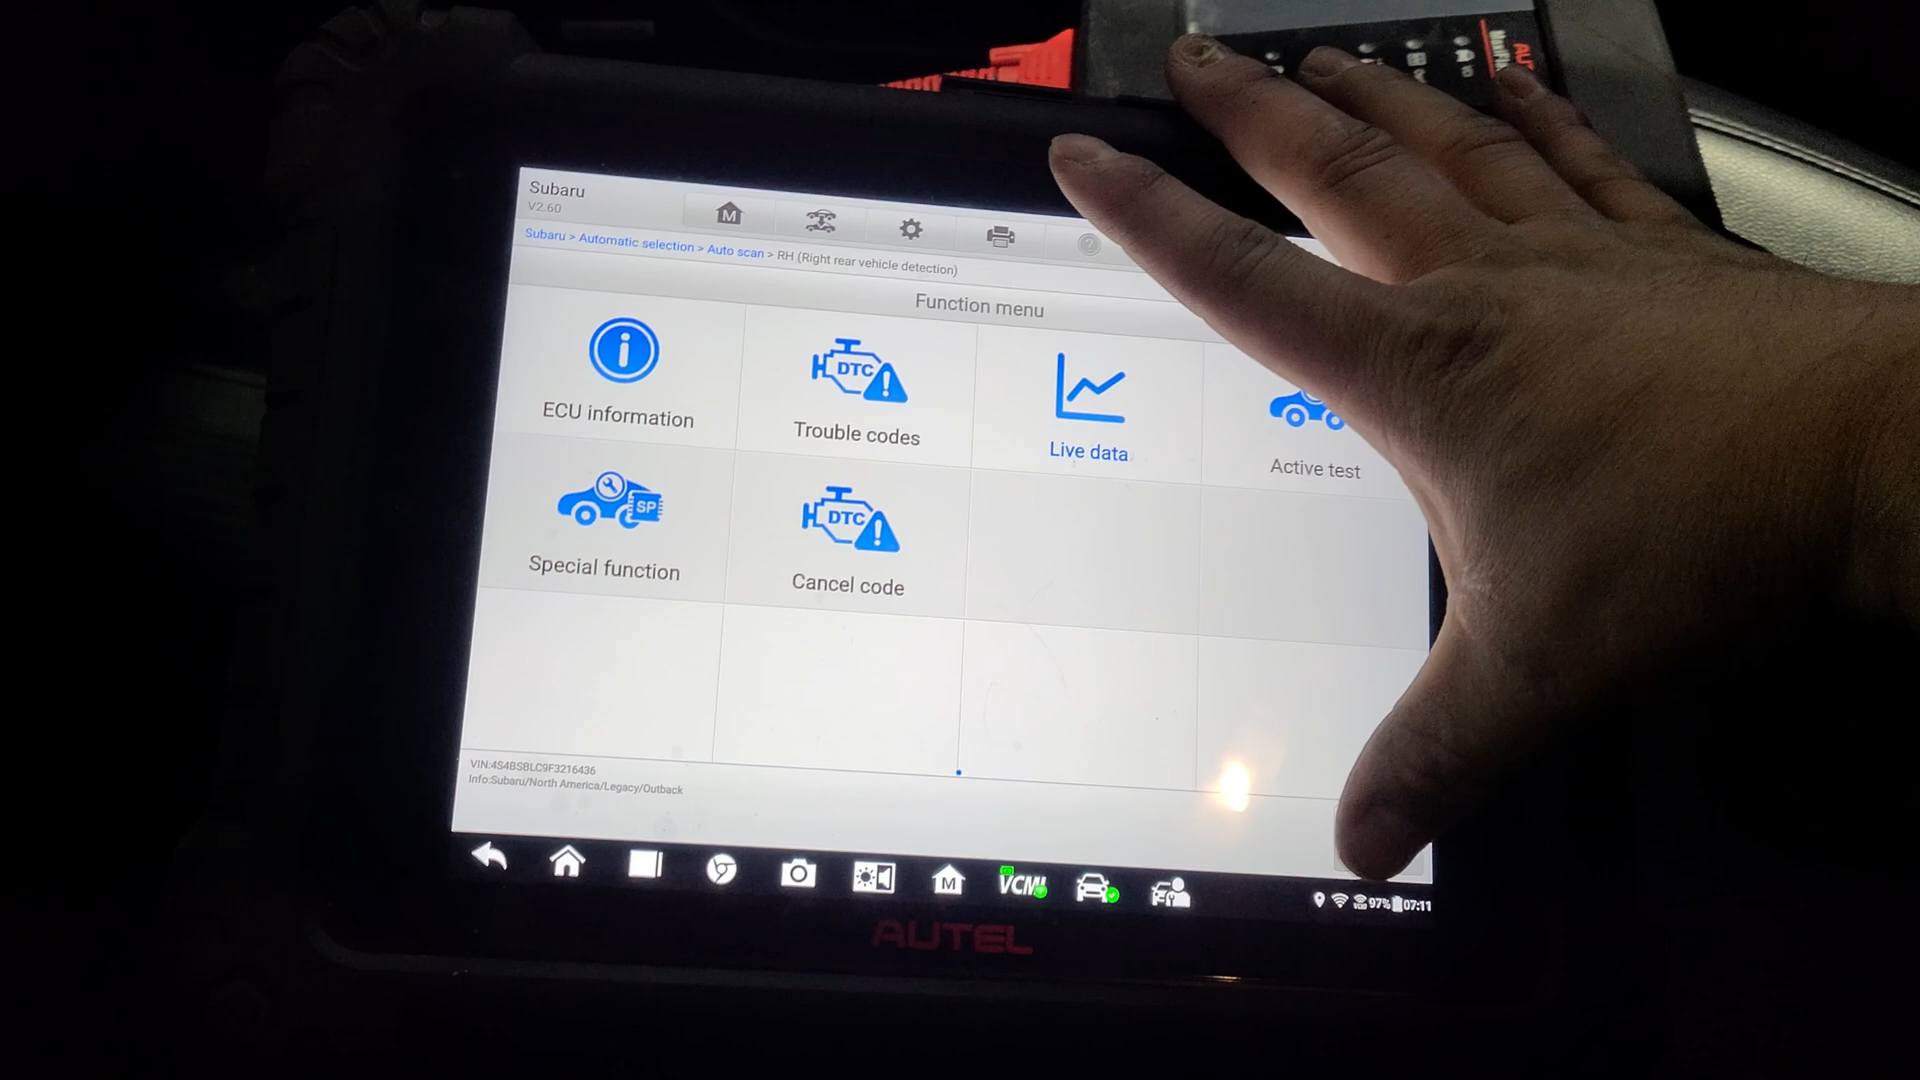 Subaru
V2.60
M
?
Subaru > Automatic selection > Auto scan > RH (Right rear vehicle detection)
Function menu
i
ECU information
DTC
Trouble codes
Live data
Active test
SP
Special function
DTC
Cancel code
VIN:4S4BSBLC9F3216436
Info:Subaru/North America/Legacy/Outback
M
VCMI
97%
07:11
AUTEL